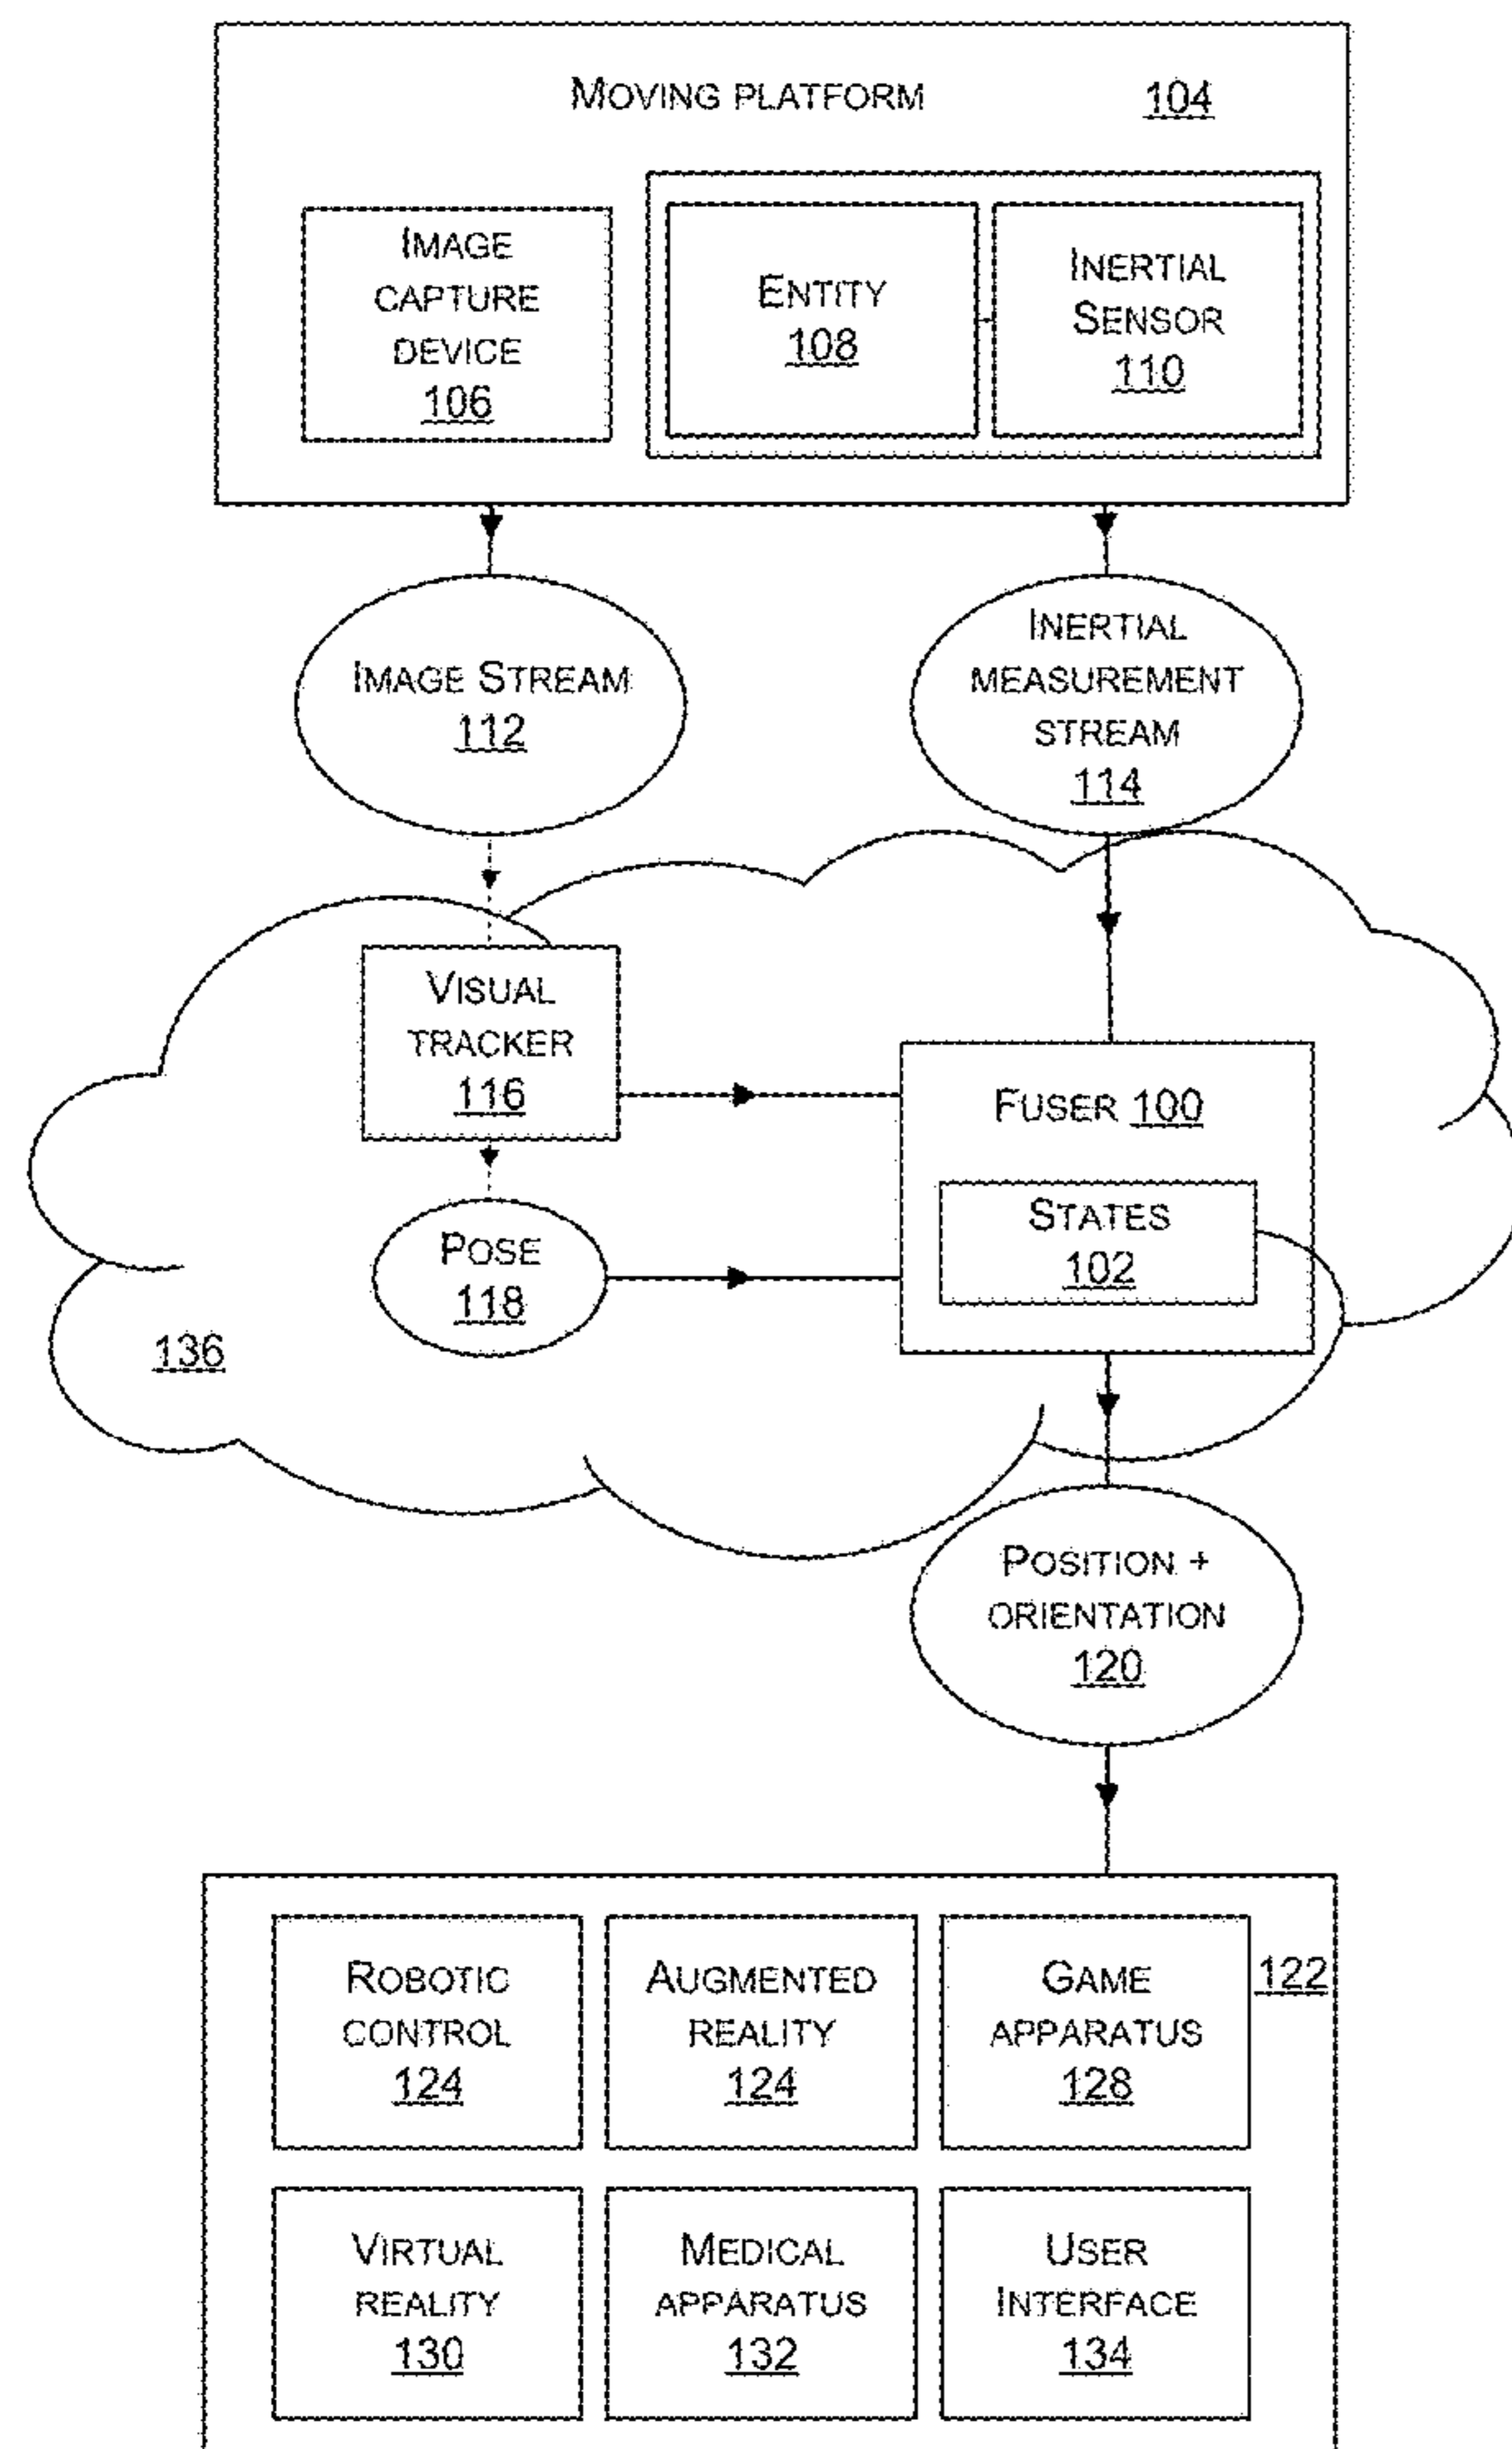 MOVING PLATFORM 104
IMAGE
CAPTURE
DEVICE
106
ENTITY
108
INERTIAL
SENSOR
110
IMAGE STREAM
112
INERTIAL
MEASUREMENT
STREAM
114
VISUAL
TRACKER
116
FUSER 100
STATES
102
POSE
118
136
POSITION +
ORIENTATION
120
122
ROBOTIC
CONTROL
124
AUGMENTED
REALITY
124
GAME
APPARATUS
128
VIRTUAL
REALITY
130
MEDICAL
APPARATUS
132
USER
INTERFACE
134